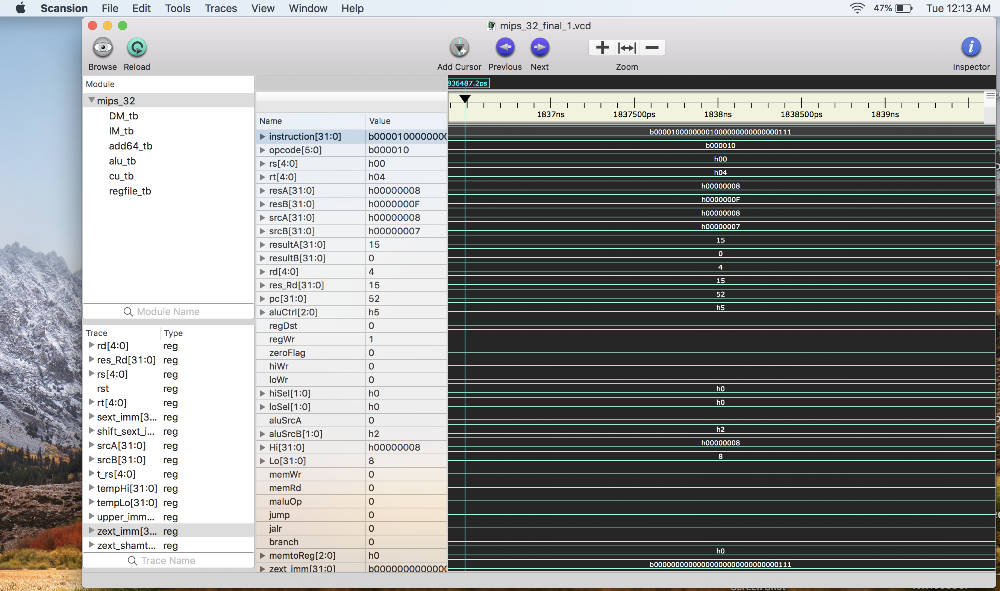 Scansion File Edit Tools Traces View Window Help 47% Tue 12:13 AM
mips_32_final_1.vcd
Browse Reload Add Cursor Previous Next Zoom Inspector
Module
mips_32
DM_tb
IM_tb
add64_tb
alu_tb
cu_tb
regfile_tb
Module Name
Trace Type
rd[4:0] reg
res_Rd[31:0] reg
rs[4:0] reg
rst reg
rt[4:0] reg
sext_imm[3... reg
shift_sext_i... reg
srcA[31:0] reg
srcB[31:0] reg
t_rs[4:0] reg
tempHi[31:0] reg
tempLo[31:0] reg
upper_imm... reg
zext_imm[3... reg
zext_shamt... reg
Trace Name
836487.2ps
1837ns 1837500ps 1838ns 1838500ps 1839ns
Name Value
instruction[31:0] b0000100000000 b00001000000001000000000000000111
opcode[5:0] b000010 b000010
rs[4:0] h00 h00
rt[4:0] h04 h04
resA[31:0] h00000008 h00000008
resB[31:0] h0000000F h0000000F
srcA[31:0] h00000008 h00000008
srcB[31:0] h00000007 h00000007
resultA[31:0] 15 15
resultB[31:0] 0 0
rd[4:0] 4 4
res_Rd[31:0] 15 15
pc[31:0] 52 52
aluCtrl[2:0] h5 h5
regDst 0
regWr 1
zeroFlag 0
hiWr 0
loWr 0
hiSel[1:0] h0 h0
loSel[1:0] h0 h0
aluSrcA 0
aluSrcB[1:0] h2 h2
Hi[31:0] h00000008 h00000008
Lo[31:0] 8 8
memWr 0
memRd 0
maluOp 0
jump 0
jalr 0
branch 0
memtoReg[2:0] h0 h0
zext_imm[31:0] b0000000000000 b00000000000000000000000000000111